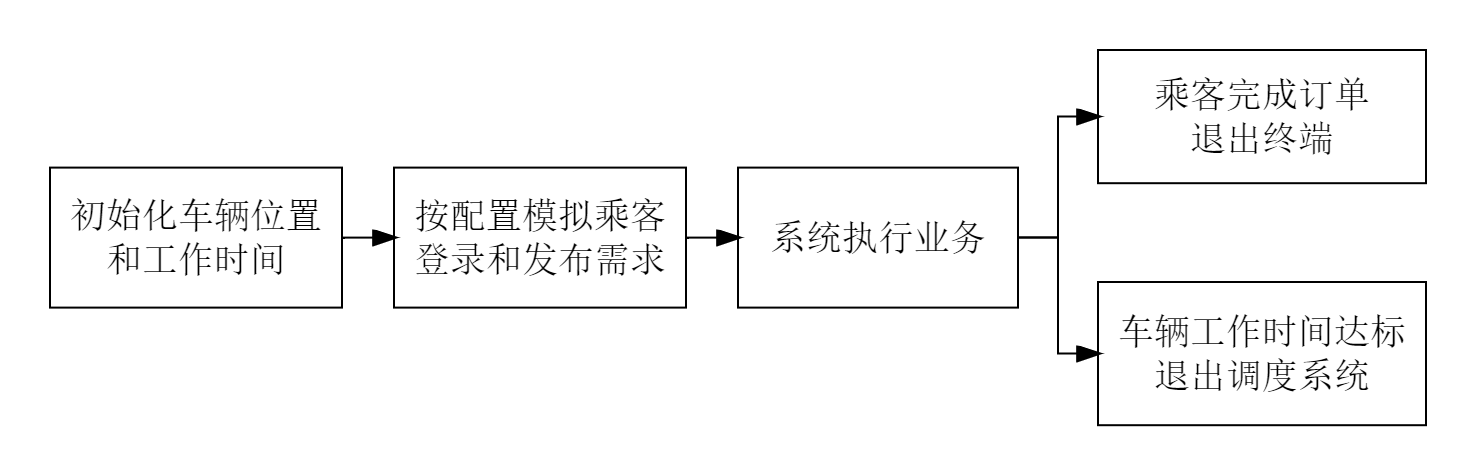 初始化车辆位置
和工作时间
按配置模拟乘客
登录和发布需求
系统执行业务
乘客完成订单
退出终端
车辆工作时间达标
退出调度系统